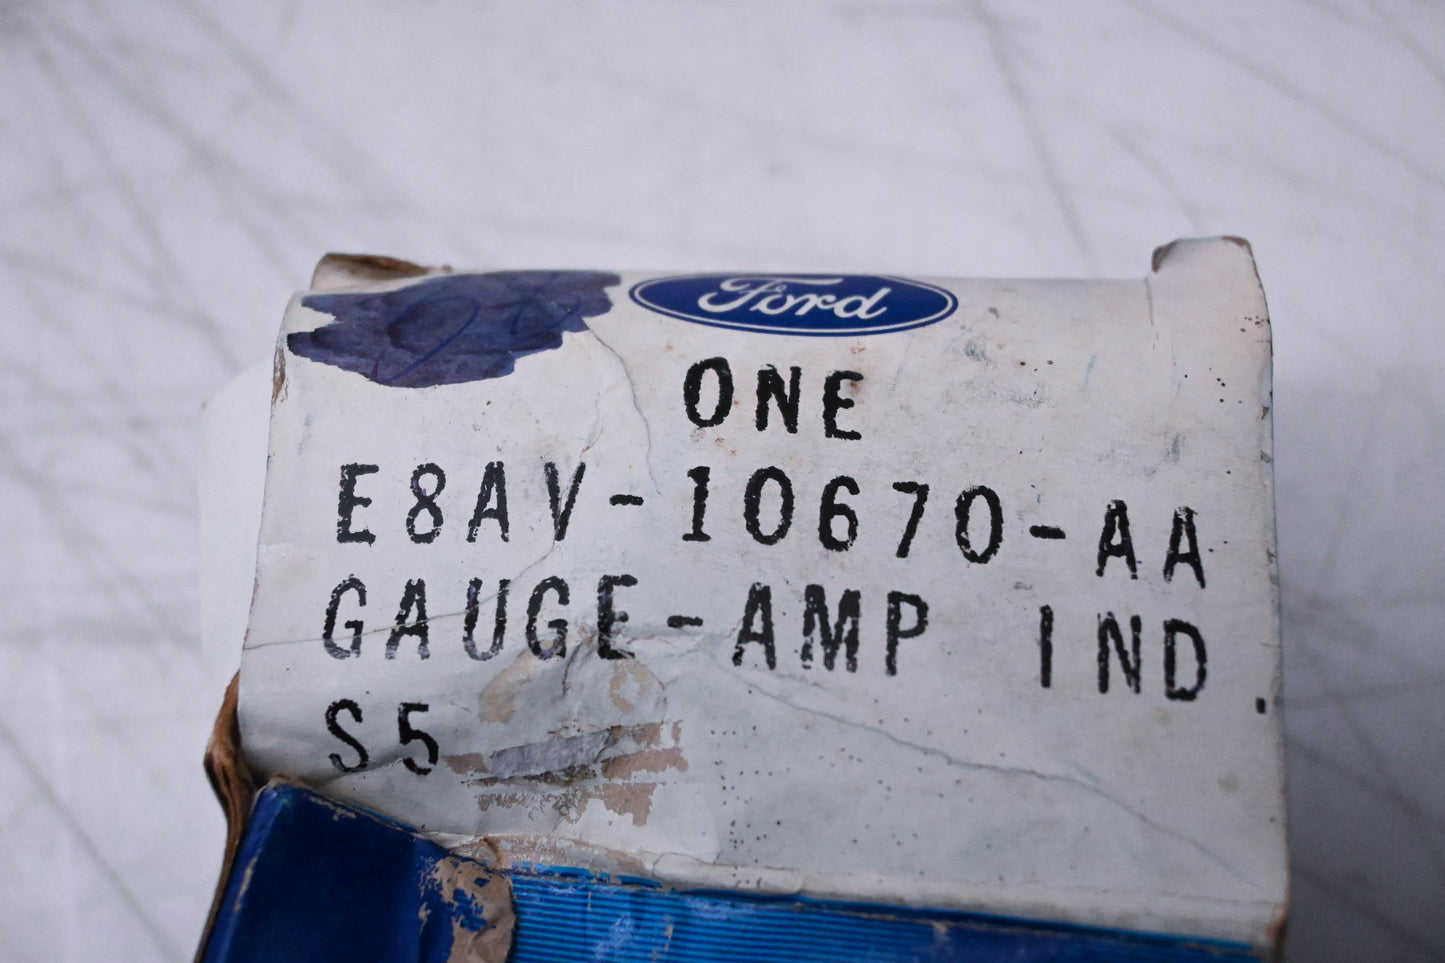 Ford
ONE
E8AV-10670-AA
GAUGE-AMP IND.
S5